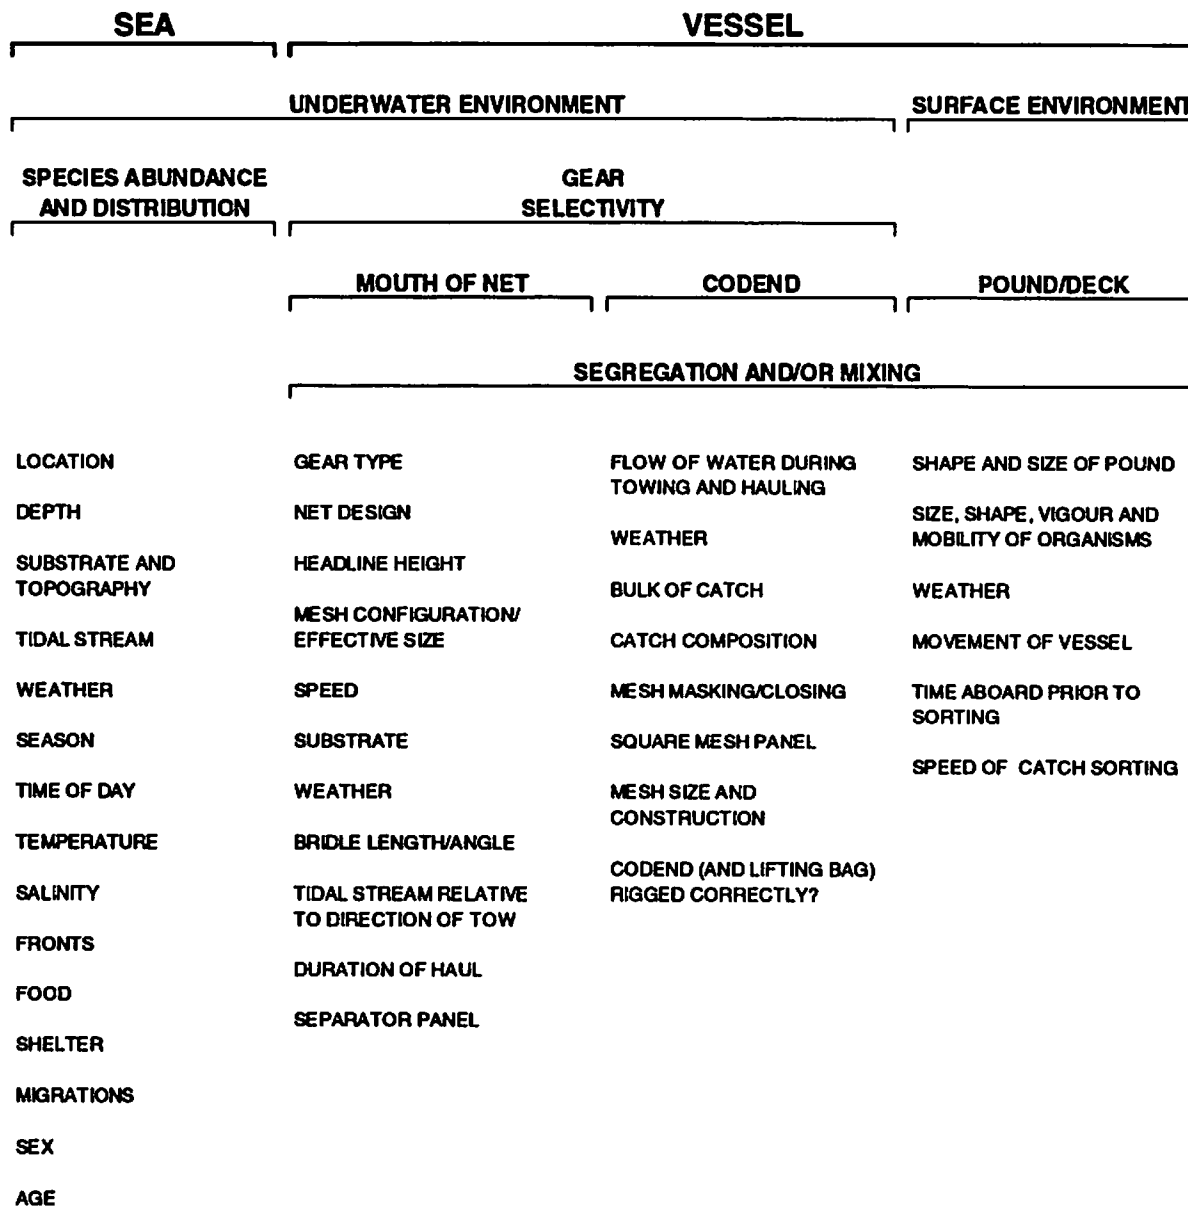 SEA
VESSEL
UNDERWATER ENVIRONMENT
SURFACE ENVIRONMENT
SPECIES ABUNDANCE
AND DISTRIBUTION
GEAR
SELECTIVITY
MOUTH OF NET
CODEND
POUND/DECK
SEGREGATION AND/OR MIXING
LOCATION
DEPTH
SUBSTRATE AND
TOPOGRAPHY
TIDAL STREAM
WEATHER
SEASON
TIME OF DAY
TEMPERATURE
SALINITY
FRONTS
FOOD
SHELTER
MIGRATIONS
SEX
AGE
GEAR TYPE
NET DESIGN
HEADLINE HEIGHT
MESH CONFIGURATION/
EFFECTIVE SIZE
SPEED
SUBSTRATE
WEATHER
BRIDLE LENGTH/ANGLE
TIDAL STREAM RELATIVE
TO DIRECTION OF TOW
DURATION OF HAUL
SEPARATOR PANEL
FLOW OF WATER DURING
TOWING AND HAULING
WEATHER
BULK OF CATCH
CATCH COMPOSITION
MESH MASKING/CLOSING
SQUARE MESH PANEL
MESH SIZE AND
CONSTRUCTION
CODEND (AND LIFTING BAG)
RIGGED CORRECTLY?
SHAPE AND SIZE OF POUND
SIZE, SHAPE, VIGOUR AND
MOBILITY OF ORGANISMS
WEATHER
MOVEMENT OF VESSEL
TIME ABOARD PRIOR TO
SORTING
SPEED OF CATCH SORTING